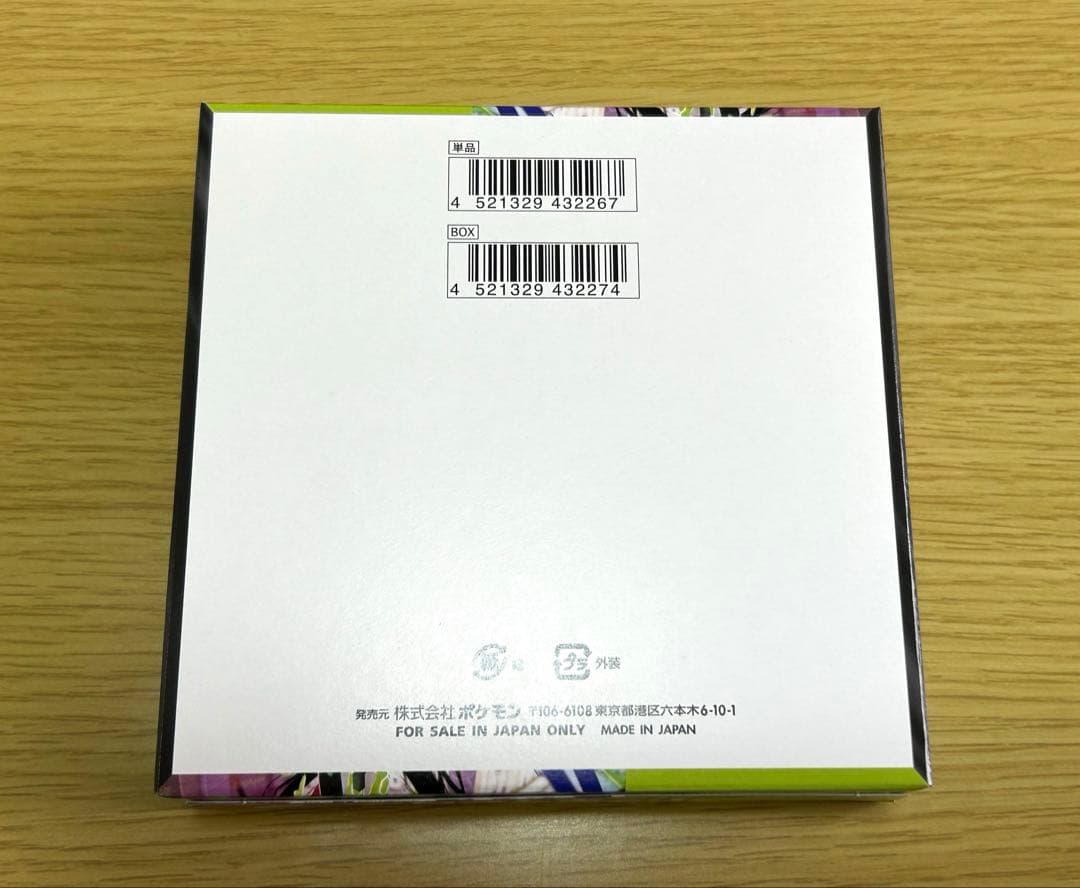 単品
4 521329 432267
BOX
4 521329 432274
紙 箱
プラ 外装
発売元 株式会社 ポケモン 〒106-6108 東京都港区六本木6-10-1
FOR SALE IN JAPAN ONLY MADE IN JAPAN